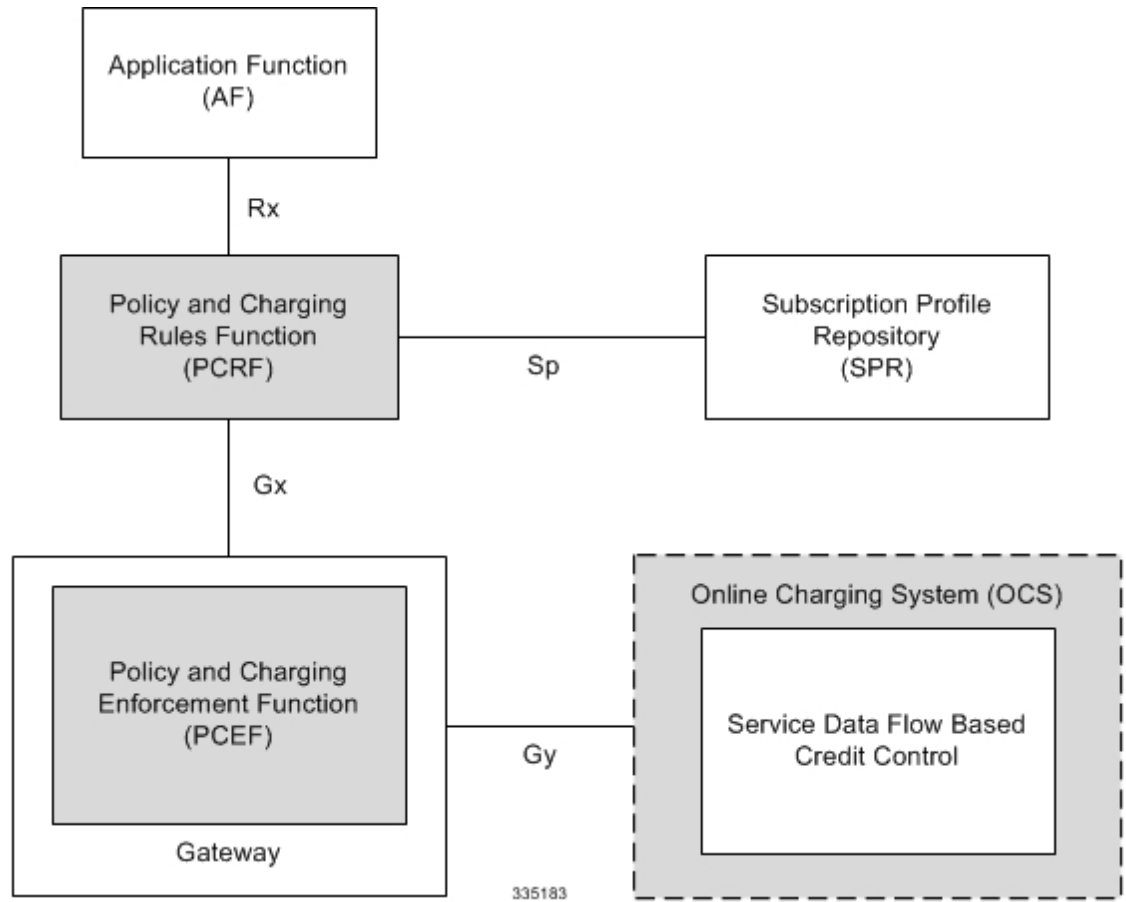 Application Function
(AF)
Rx
Policy and Charging
Rules Function
(PCRF)
Sp
Subscription Profile
Repository
(SPR)
Gx
Policy and Charging
Enforcement Function
(PCEF)
Gateway
Gy
Online Charging System (OCS)
Service Data Flow Based
Credit Control
335183